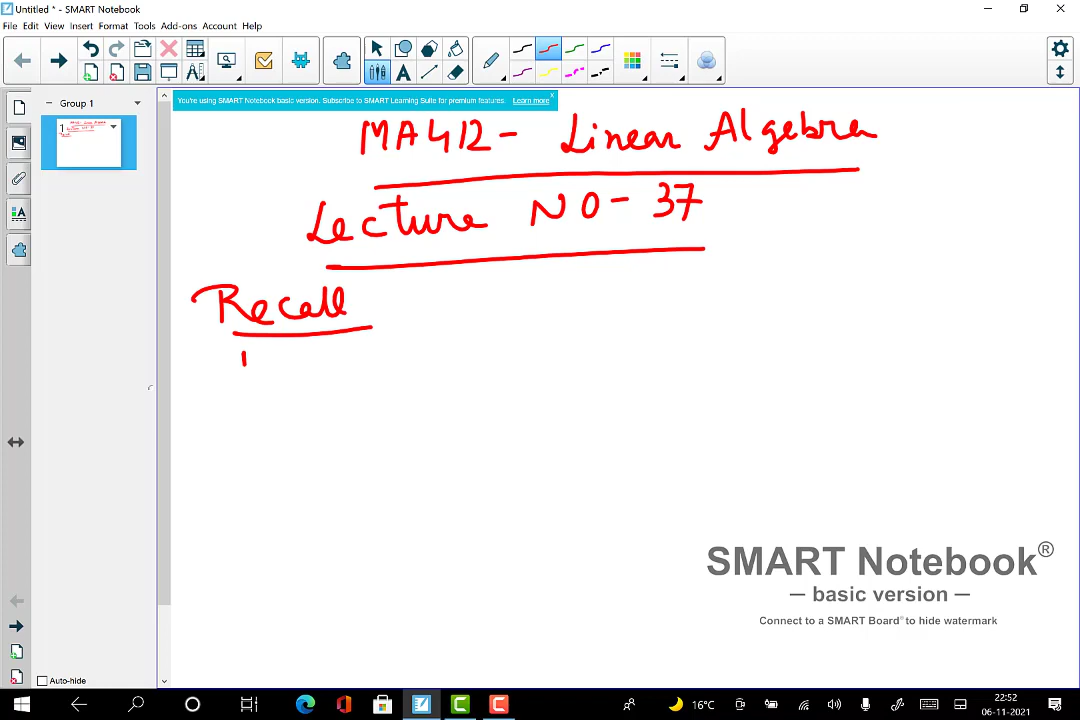 Untitled * - SMART Notebook
File Edit View Insert Format Tools Add-ons Account Help
Group 1
You're using SMART Notebook basic version. Subscribe to SMART Learning Suite for premium features. Learn more
MA412- Linear Algebra
Lecture NO- 37
Recall
SMART Notebook®
— basic version —
Connect to a SMART Board® to hide watermark
Auto-hide
16°C
22:52
06-11-2021